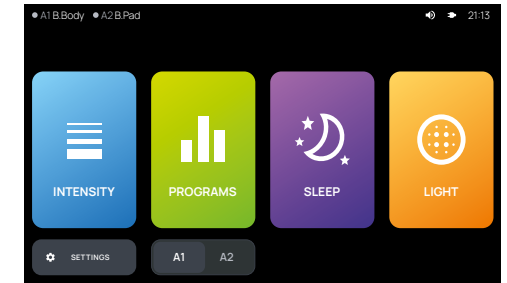 A1 B.Body A2 B.Pad 21:13
INTENSITY PROGRAMS SLEEP LIGHT
SETTINGS A1 A2